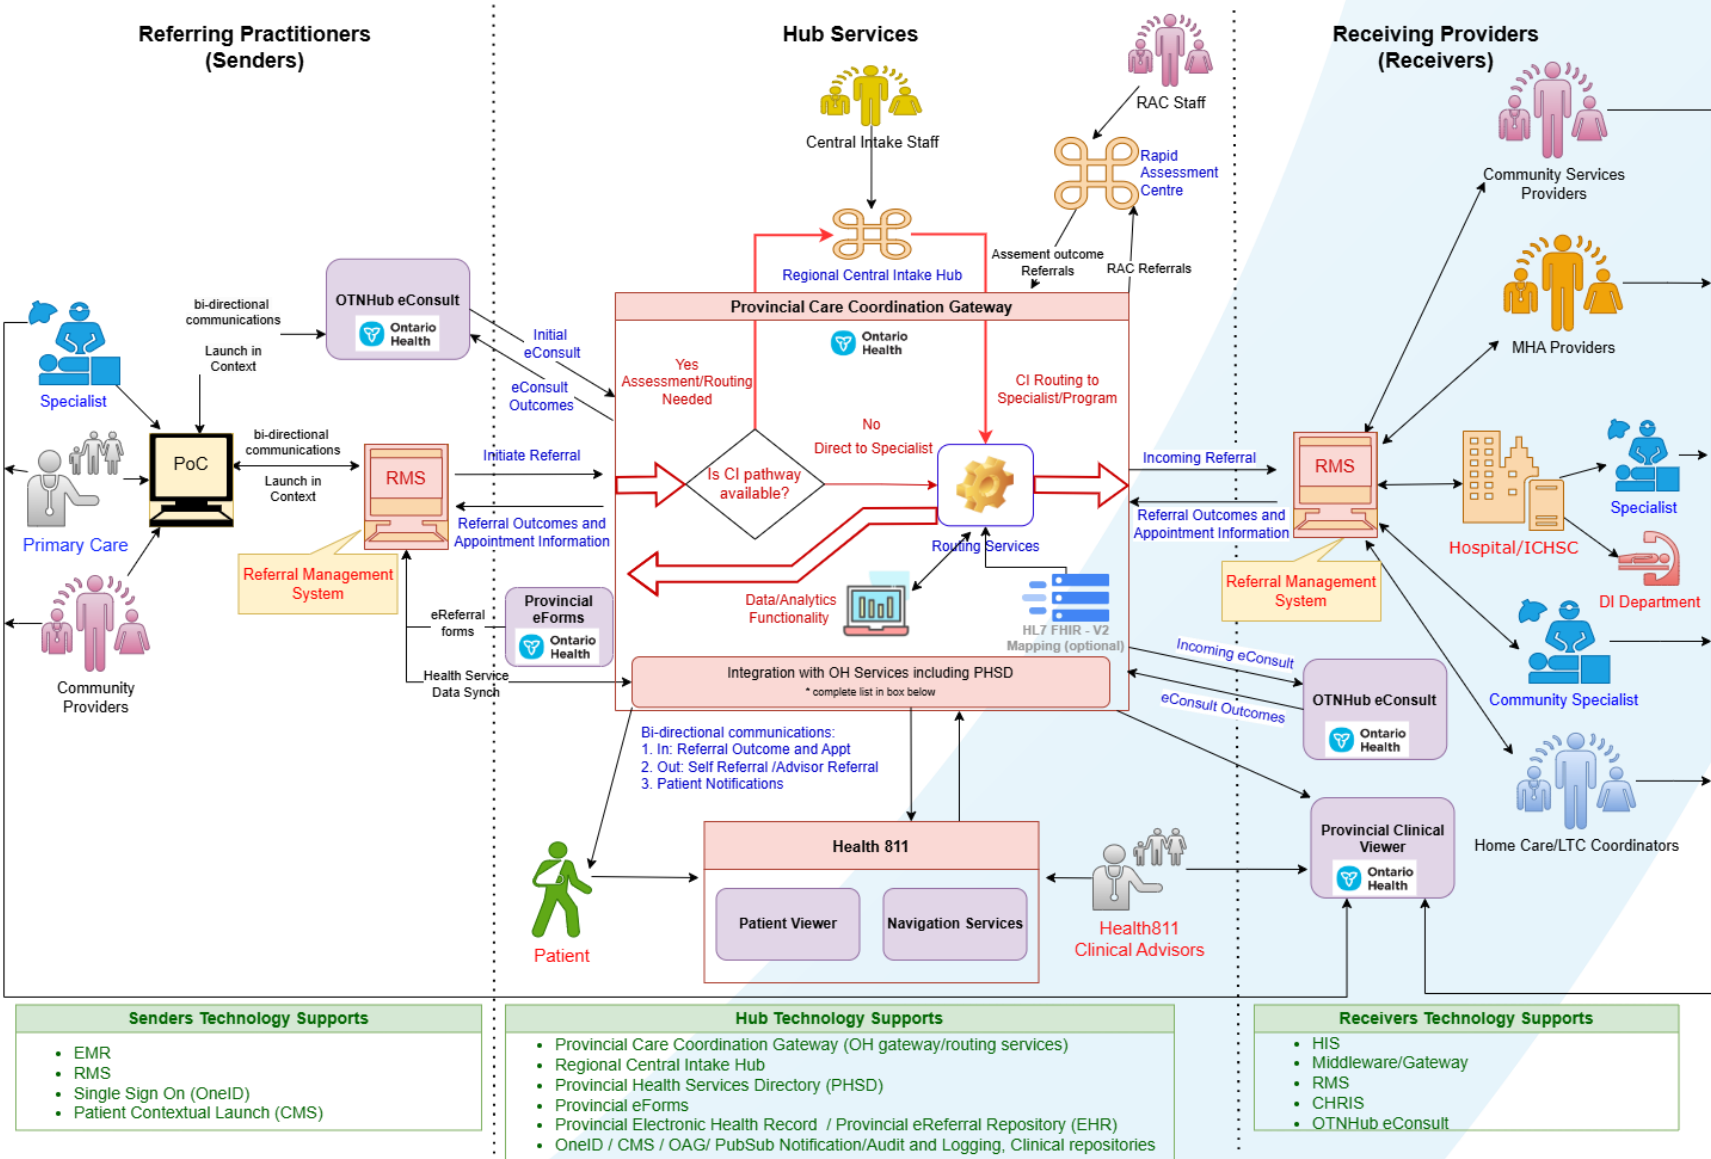 Referring Practitioners
(Senders)
Hub Services
Receiving Providers
(Receivers)
Central Intake Staff
RAC Staff
Rapid
Assessment
Centre
Community Services
Providers
Regional Central Intake Hub
Assement outcome
Referrals
RAC Referrals
bi-directional
communications
OTNHub eConsult
Ontario
Health
Launch in
Context
Initial
eConsult
eConsult
Outcomes
Provincial Care Coordination Gateway
Ontario
Health
Yes
Assessment/Routing
Needed
CI Routing to
Specialist/Program
No
Direct to Specialist
MHA Providers
Specialist
PoC
bi-directional
communications
Launch in
Context
RMS
Initiate Referral
Referral Outcomes and
Appointment Information
Is CI pathway
available?
Routing Services
Incoming Referral
Referral Outcomes and
Appointment Information
RMS
Hospital/ICHSC
Specialist
DI Department
Primary Care
Referral Management
System
Referral Management
System
Community
Providers
eReferral
forms
Provincial
eForms
Ontario
Health
Health Service
Data Synch
Data/Analytics
Functionality
HL7 FHIR - V2
Mapping (optional)
Integration with OH Services including PHSD
* complete list in box below
Incoming eConsult
eConsult Outcomes
OTNHub eConsult
Ontario
Health
Community Specialist
Bi-directional communications:
1. In: Referral Outcome and Appt
2. Out: Self Referral /Advisor Referral
3. Patient Notifications
Patient
Health 811
Patient Viewer
Navigation Services
Health811
Clinical Advisors
Provincial Clinical
Viewer
Ontario
Health
Home Care/LTC Coordinators
Senders Technology Supports
• EMR
• RMS
• Single Sign On (OneID)
• Patient Contextual Launch (CMS)
Hub Technology Supports
• Provincial Care Coordination Gateway (OH gateway/routing services)
• Regional Central Intake Hub
• Provincial Health Services Directory (PHSD)
• Provincial eForms
• Provincial Electronic Health Record / Provincial eReferral Repository (EHR)
• OneID / CMS / OAG/ PubSub Notification/Audit and Logging, Clinical repositories
Receivers Technology Supports
• HIS
• Middleware/Gateway
• RMS
• CHRIS
• OTNHub eConsult